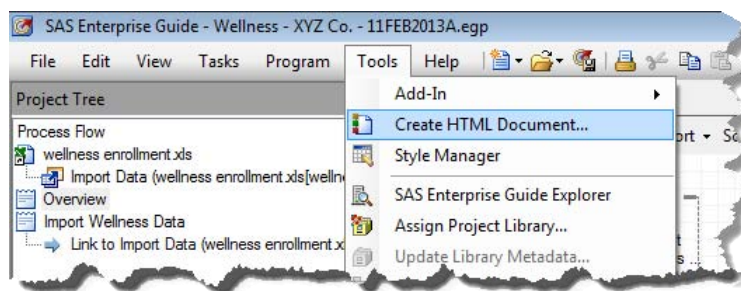 SAS Enterprise Guide - Wellness - XYZ Co. - 11FEB2013A.egp
File Edit View Tasks Program Tools Help
Project Tree
Process Flow
wellness enrollment.xls
Import Data (wellness enrollment.xls[welln
Overview
Import Wellness Data
Link to Import Data (wellness enrollment.x
Add-In
Create HTML Document...
Style Manager
SAS Enterprise Guide Explorer
Assign Project Library...
Update Library Metadata...
ort